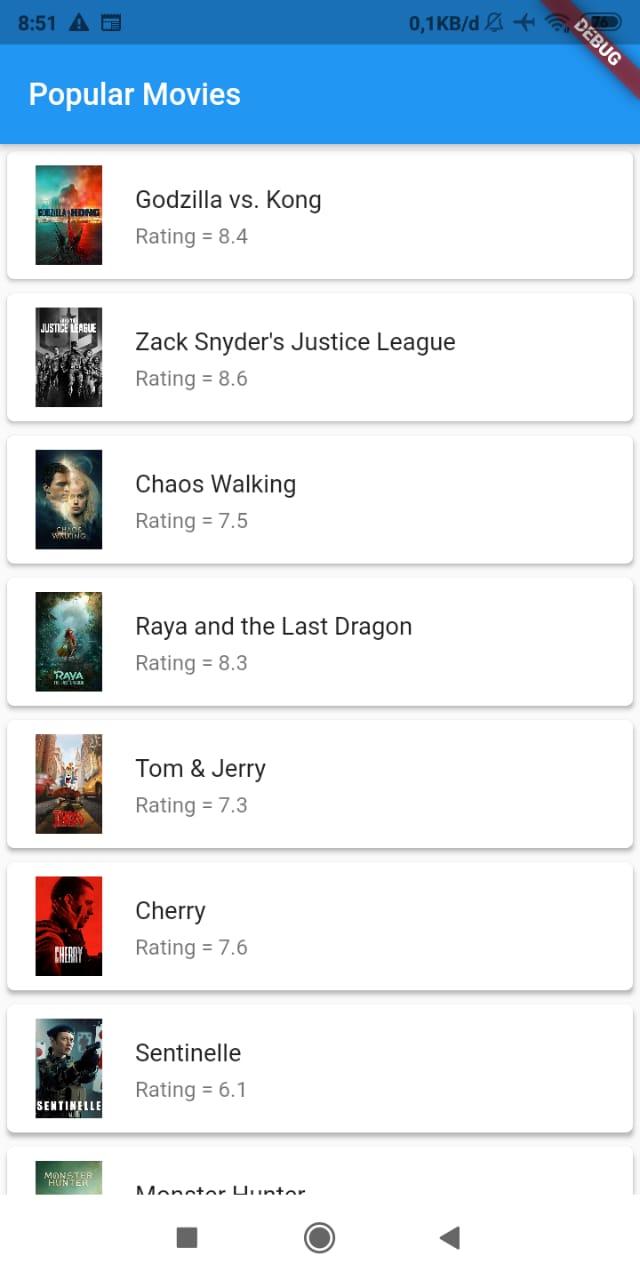 8:51
0,1KB/d
76
DEBUG
Popular Movies
Godzilla vs. Kong
Rating = 8.4
JUSTICE LEAGUE
Zack Snyder's Justice League
Rating = 8.6
CHAOS
WALKING
Chaos Walking
Rating = 7.5
RAYA
Raya and the Last Dragon
Rating = 8.3
Tom & Jerry
Rating = 7.3
CHERRY
Cherry
Rating = 7.6
SENTINELLE
Sentinelle
Rating = 6.1
MONSTER
HUNTER
Monster Hunter